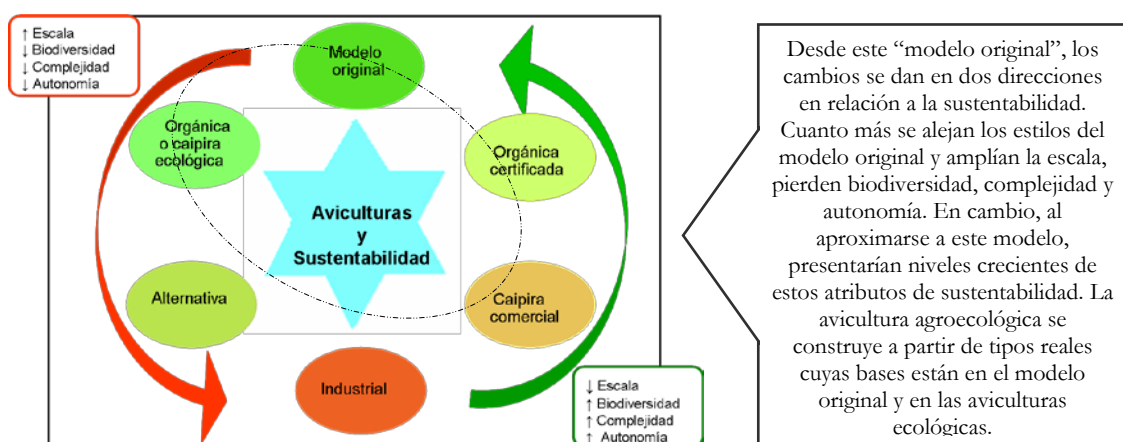 ↑ Escala
↓ Biodiversidad
↓ Complejidad
↓ Autonomía
Modelo
original
Orgánica
o caipira
ecológica
Orgánica
certificada
Aviculturas
y
Sustentabilidad
Alternativa
Caipira
comercial
Industrial
↓ Escala
↑ Biodiversidad
↑ Complejidad
↑ Autonomía
Desde este “modelo original”, los
cambios se dan en dos direcciones
en relación a la sustentabilidad.
Cuanto más se alejan los estilos del
modelo original y amplían la escala,
pierden biodiversidad, complejidad y
autonomía. En cambio, al
aproximarse a este modelo,
presentarían niveles crecientes de
estos atributos de sustentabilidad. La
avicultura agroecológica se
construye a partir de tipos reales
cuyas bases están en el modelo
original y en las aviculturas
ecológicas.